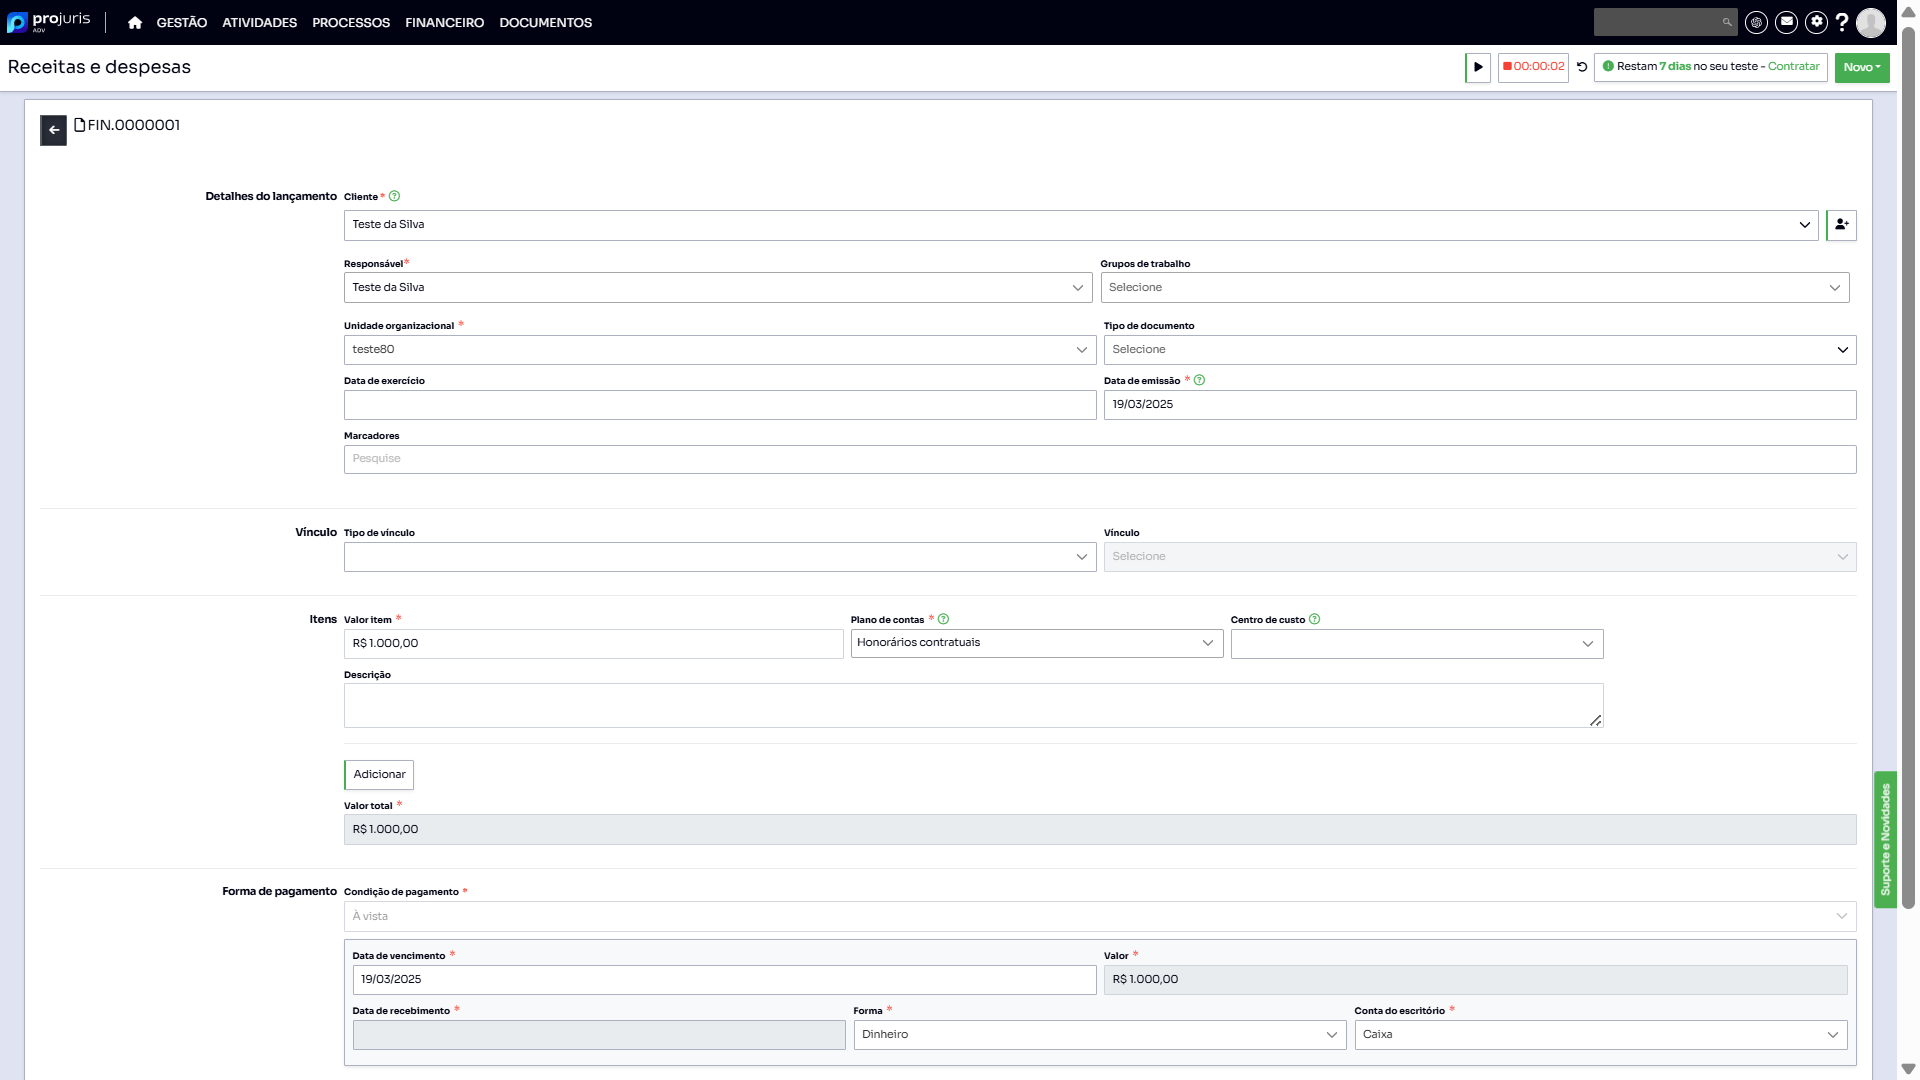 projuris
ADV
GESTÃO ATIVIDADES PROCESSOS FINANCEIRO DOCUMENTOS
Receitas e despesas
00:00:02
Restam 7 dias no seu teste - Contratar
Novo
FIN.0000001
Detalhes do lançamento
Cliente *
Teste da Silva
Responsável* Grupos de trabalho
Teste da Silva Selecione
Unidade organizacional * Tipo de documento
teste80 Selecione
Data de exercício Data de emissão *
19/03/2025
Marcadores
Pesquise
Vínculo
Tipo de vínculo Vínculo
Selecione
Itens
Valor item * Plano de contas * Centro de custo
R$ 1.000,00 Honorários contratuais
Descrição
Adicionar
Valor total *
R$ 1.000,00
Forma de pagamento
Condição de pagamento *
À vista
Data de vencimento * Valor *
19/03/2025 R$ 1.000,00
Data de recebimento * Forma * Conta do escritório *
Dinheiro Caixa
Suporte e Novidades